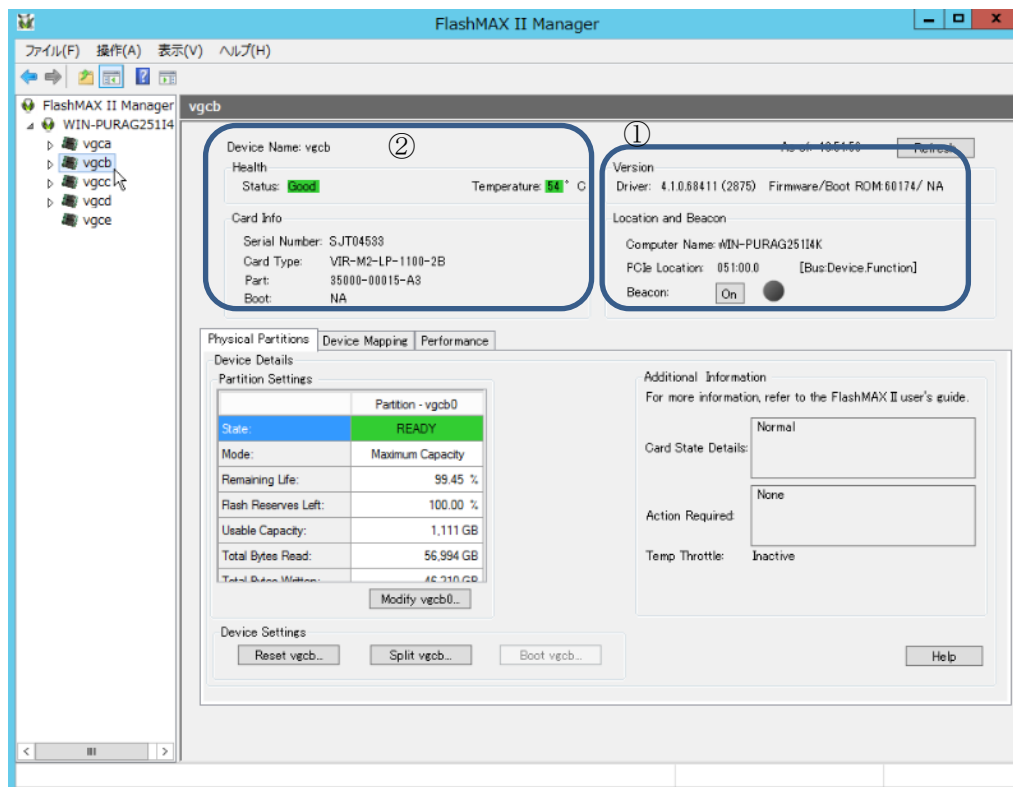 FlashMAX II Manager
ファイル(F) 操作(A) 表示(V) ヘルプ(H)
FlashMAX II Manager
WIN-PURAG251I4
vgca
vgcb
vgcc
vgcd
vgce
vgcb
②
①
Device Name: vgcb
Refresh
Health
Status: Good
Temperature: 54 ° C
Version
Driver: 4.1.0.68411 (2875) Firmware/Boot ROM:60174/ NA
Card Info
Serial Number: SJT04533
Card Type: VIR-M2-LP-1100-2B
Part: 35000-00015-A3
Boot: NA
Location and Beacon
Computer Name: WIN-PURAG251I4K
PCIe Location: 051:00.0 [Bus:Device.Function]
Beacon: On
Physical Partitions Device Mapping Performance
Device Details
Partition Settings
Partition - vgcb0
State: READY
Mode: Maximum Capacity
Remaining Life: 99.45 %
Flash Reserves Left: 100.00 %
Usable Capacity: 1,111 GB
Total Bytes Read: 56,994 GB
Total Bytes Written: 46,210 GB
Modify vgcb0...
Additional Information
For more information, refer to the FlashMAX II user's guide.
Card State Details: Normal
Action Required: None
Temp Throttle: Inactive
Device Settings
Reset vgcb... Split vgcb... Boot vgcb...
Help